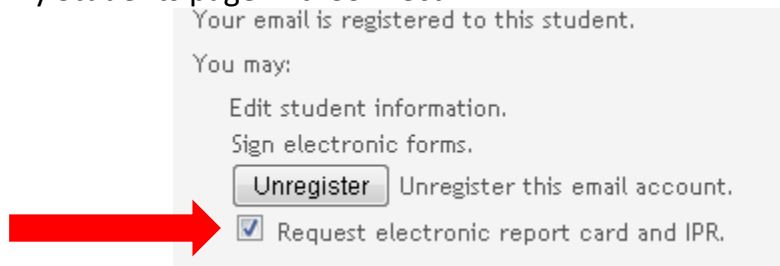 Your email is registered to this student.
You may:
Edit student information.
Sign electronic forms.
Unregister Unregister this email account.
Request electronic report card and IPR.